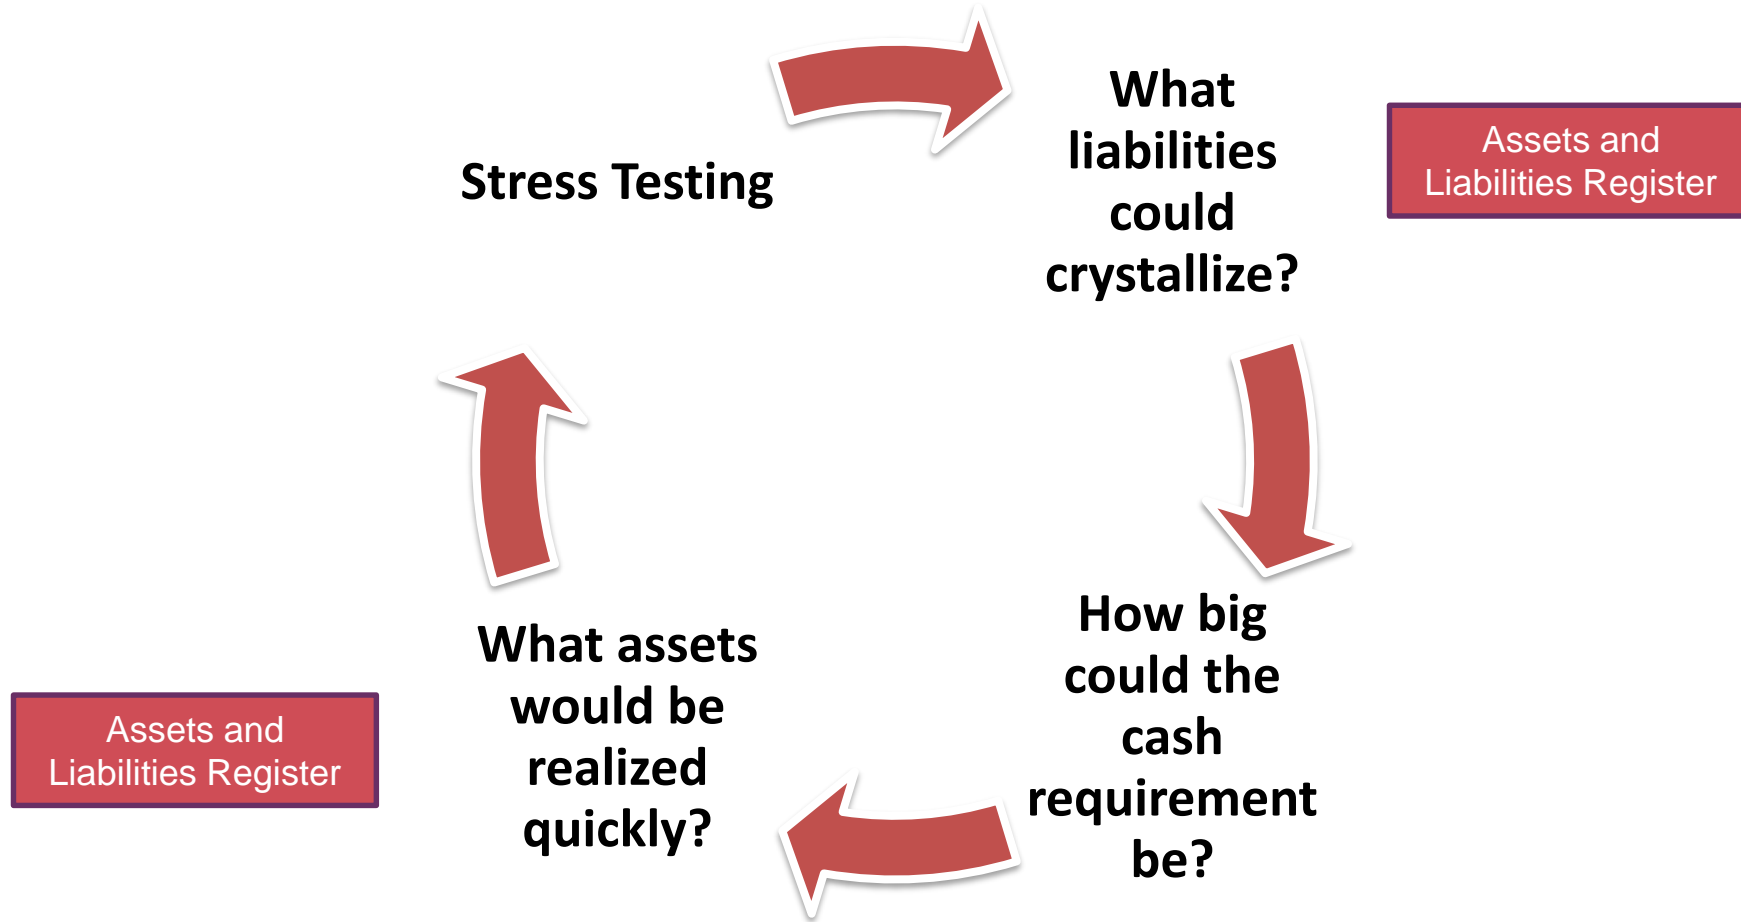 Stress Testing
What
liabilities
could
crystallize?
Assets and
Liabilities Register
How big
could the
cash
requirement
be?
What assets
would be
realized
quickly?
Assets and
Liabilities Register